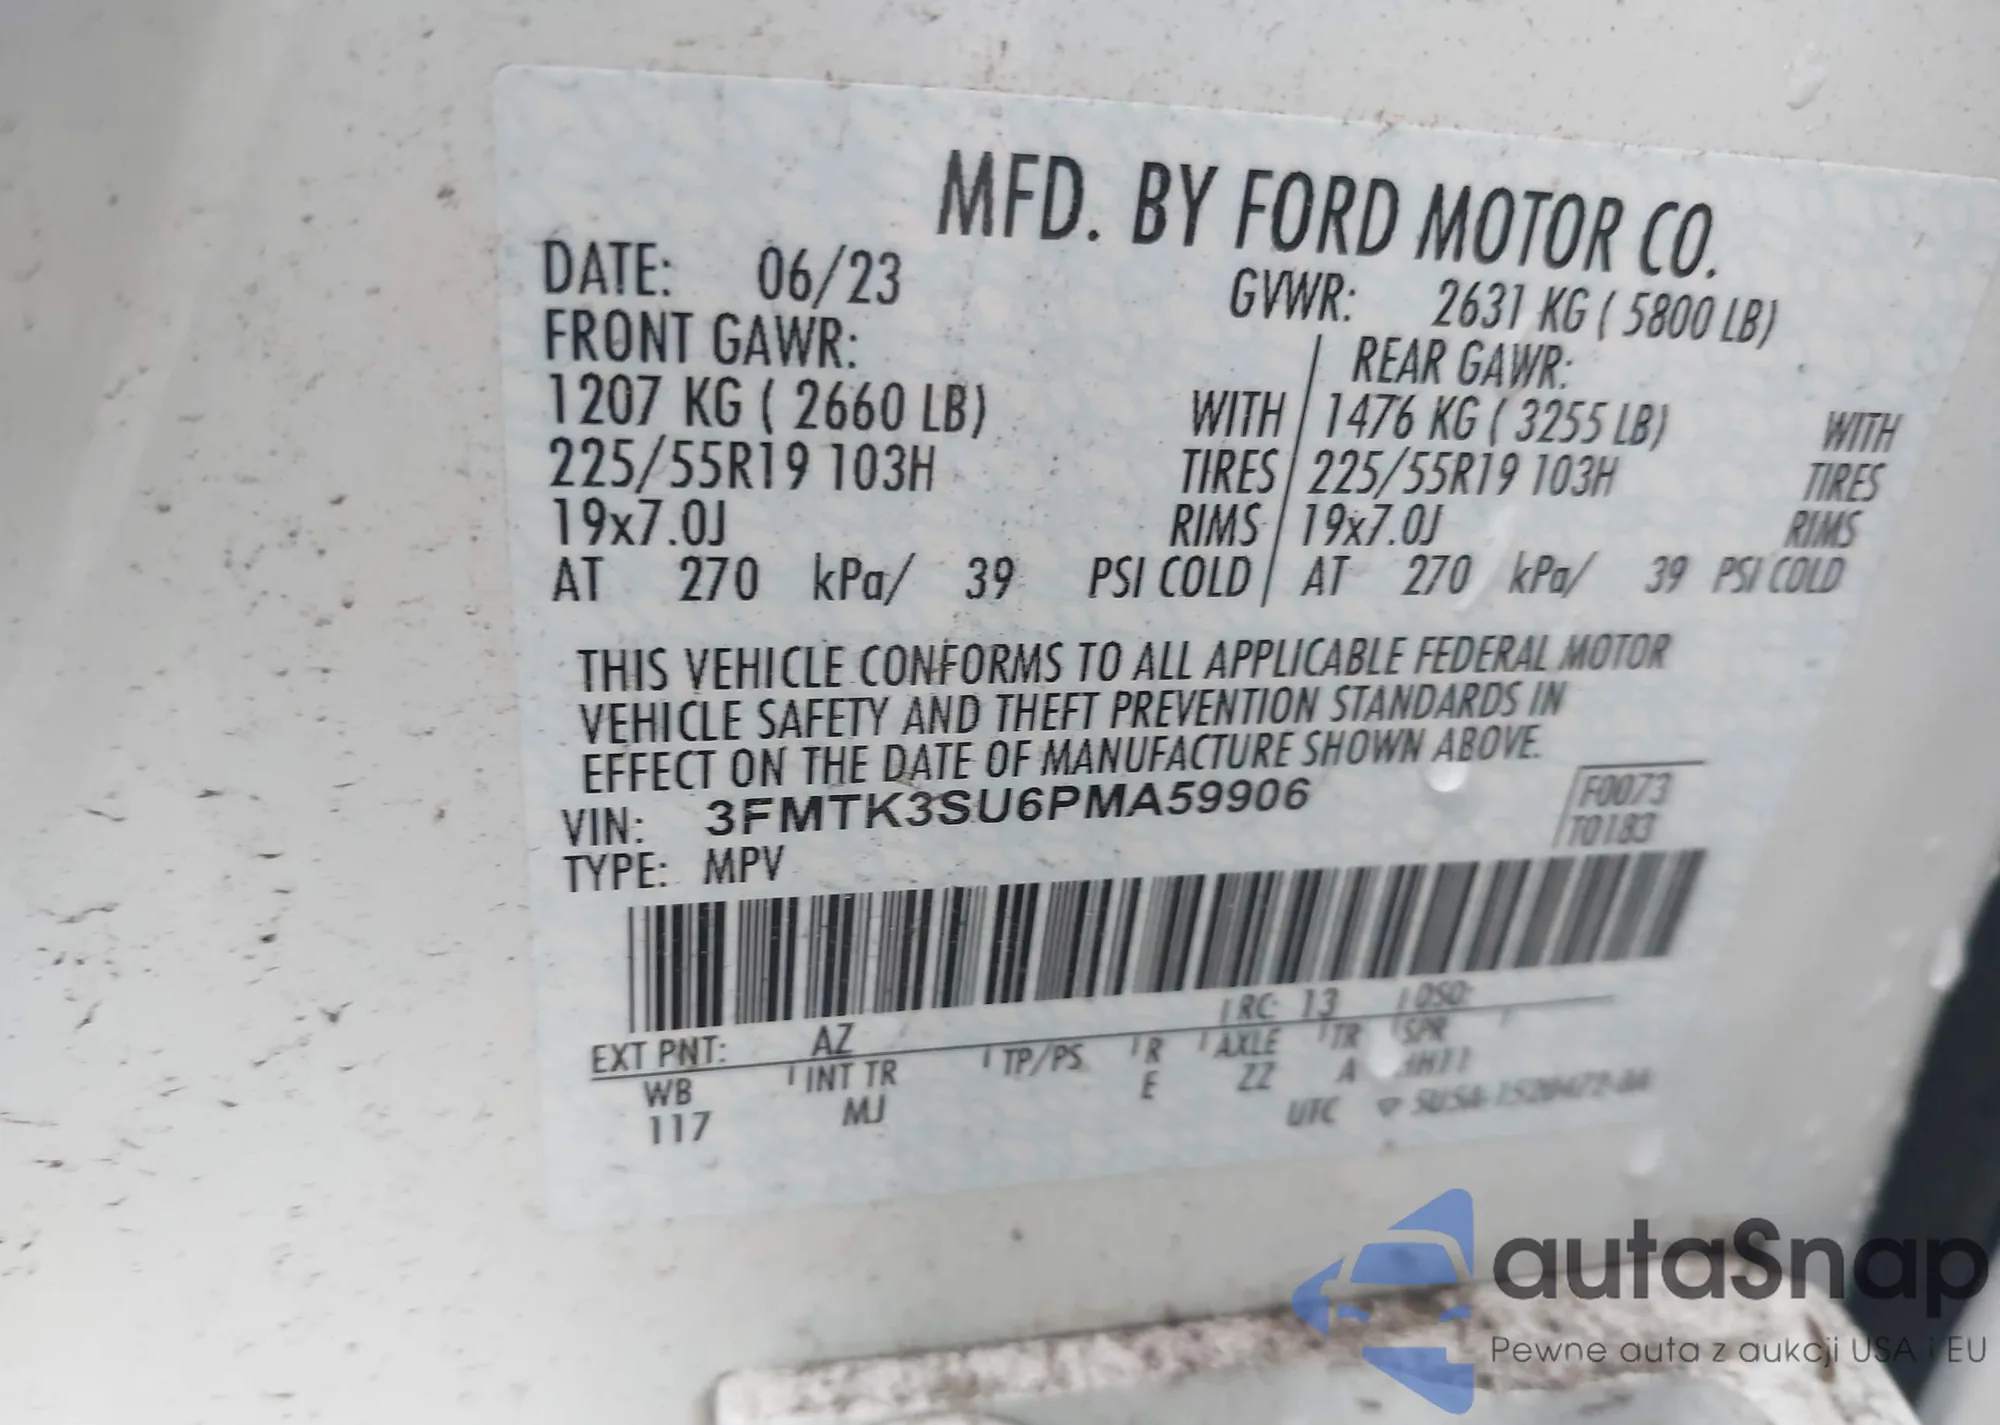 MFD. BY FORD MOTOR CO.
DATE: 06/23 GVWR: 2631 KG ( 5800 LB)
FRONT GAWR: REAR GAWR:
1207 KG ( 2660 LB) WITH 1476 KG ( 3255 LB) WITH
225/55R19 103H TIRES 225/55R19 103H TIRES
19x7.0J RIMS 19x7.0J RIMS
AT 270 kPa/ 39 PSI COLD AT 270 kPa/ 39 PSI COLD
THIS VEHICLE CONFORMS TO ALL APPLICABLE FEDERAL MOTOR
VEHICLE SAFETY AND THEFT PREVENTION STANDARDS IN
EFFECT ON THE DATE OF MANUFACTURE SHOWN ABOVE.
VIN: 3FMTK3SU6PMA59906 F0073
TYPE: MPV T0183
EXT PNT: AZ RC: 13 DSO:
WB INT TR TP/PS R AXLE TR SPR
117 MJ E ZZ A
UTC
autaSnap
Pewne auta z aukcji USA i EU